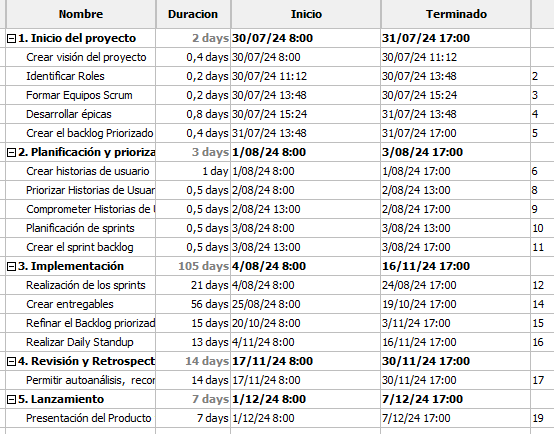 Nombre Duracion Inicio Terminado
1. Inicio del proyecto 2 days 30/07/24 8:00 31/07/24 17:00
Crear visión del proyecto 0,4 days 30/07/24 8:00 30/07/24 11:12
Identificar Roles 0,2 days 30/07/24 11:12 30/07/24 13:48 2
Formar Equipos Scrum 0,2 days 30/07/24 13:48 30/07/24 15:24 3
Desarrollar épicas 0,8 days 30/07/24 15:24 31/07/24 13:48 4
Crear el backlog Priorizado 0,4 days 31/07/24 13:48 31/07/24 17:00 5
2. Planificación y prioriza 3 days 1/08/24 8:00 3/08/24 17:00
Crear historias de usuario 1 day 1/08/24 8:00 1/08/24 17:00 6
Priorizar Historias de Usuar 0,5 days 2/08/24 8:00 2/08/24 13:00 8
Comprometer Historias de U 0,5 days 2/08/24 13:00 2/08/24 17:00 9
Planificación de sprints 0,5 days 3/08/24 8:00 3/08/24 13:00 10
Crear el sprint backlog 0,5 days 3/08/24 13:00 3/08/24 17:00 11
3. Implementación 105 days 4/08/24 8:00 16/11/24 17:00
Realización de los sprints 21 days 4/08/24 8:00 24/08/24 17:00 12
Crear entregables 56 days 25/08/24 8:00 19/10/24 17:00 14
Refinar el Backlog priorizad 15 days 20/10/24 8:00 3/11/24 17:00 15
Realizar Daily Standup 13 days 4/11/24 8:00 16/11/24 17:00 16
4. Revisión y Retrospect 14 days 17/11/24 8:00 30/11/24 17:00
Permitir autoanálisis, recor 14 days 17/11/24 8:00 30/11/24 17:00 17
5. Lanzamiento 7 days 1/12/24 8:00 7/12/24 17:00
Presentación del Producto 7 days 1/12/24 8:00 7/12/24 17:00 19